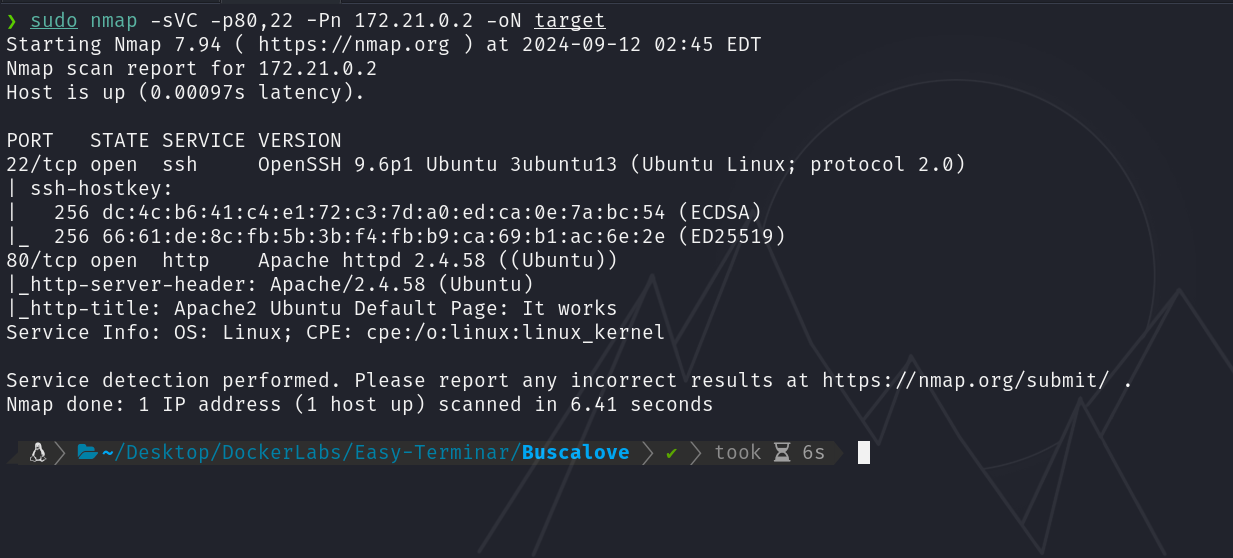 ❯ sudo nmap -sVC -p80,22 -Pn 172.21.0.2 -oN target
Starting Nmap 7.94 ( https://nmap.org ) at 2024-09-12 02:45 EDT
Nmap scan report for 172.21.0.2
Host is up (0.00097s latency).
PORT   STATE SERVICE VERSION
22/tcp open  ssh     OpenSSH 9.6p1 Ubuntu 3ubuntu13 (Ubuntu Linux; protocol 2.0)
| ssh-hostkey:
|   256 dc:4c:b6:41:c4:e1:72:c3:7d:a0:ed:ca:0e:7a:bc:54 (ECDSA)
|_  256 66:61:de:8c:fb:5b:3b:f4:fb:b9:ca:69:b1:ac:6e:2e (ED25519)
80/tcp open  http    Apache httpd 2.4.58 ((Ubuntu))
|_http-server-header: Apache/2.4.58 (Ubuntu)
|_http-title: Apache2 Ubuntu Default Page: It works
Service Info: OS: Linux; CPE: cpe:/o:linux:linux_kernel
Service detection performed. Please report any incorrect results at https://nmap.org/submit/ .
Nmap done: 1 IP address (1 host up) scanned in 6.41 seconds
~/Desktop/DockerLabs/Easy-Terminar/Buscalove ✔ took 6s